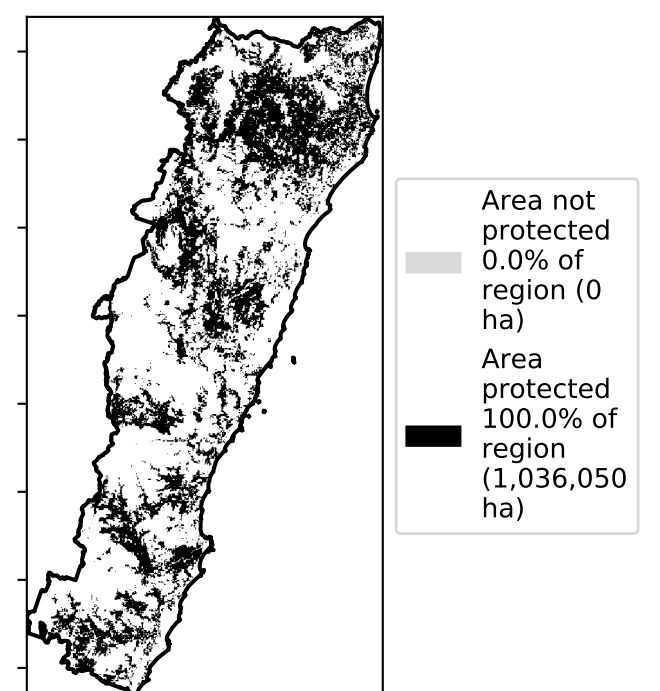 Area not
protected
0.0% of
region (0
ha)
Area
protected
100.0% of
region
(1,036,050
ha)